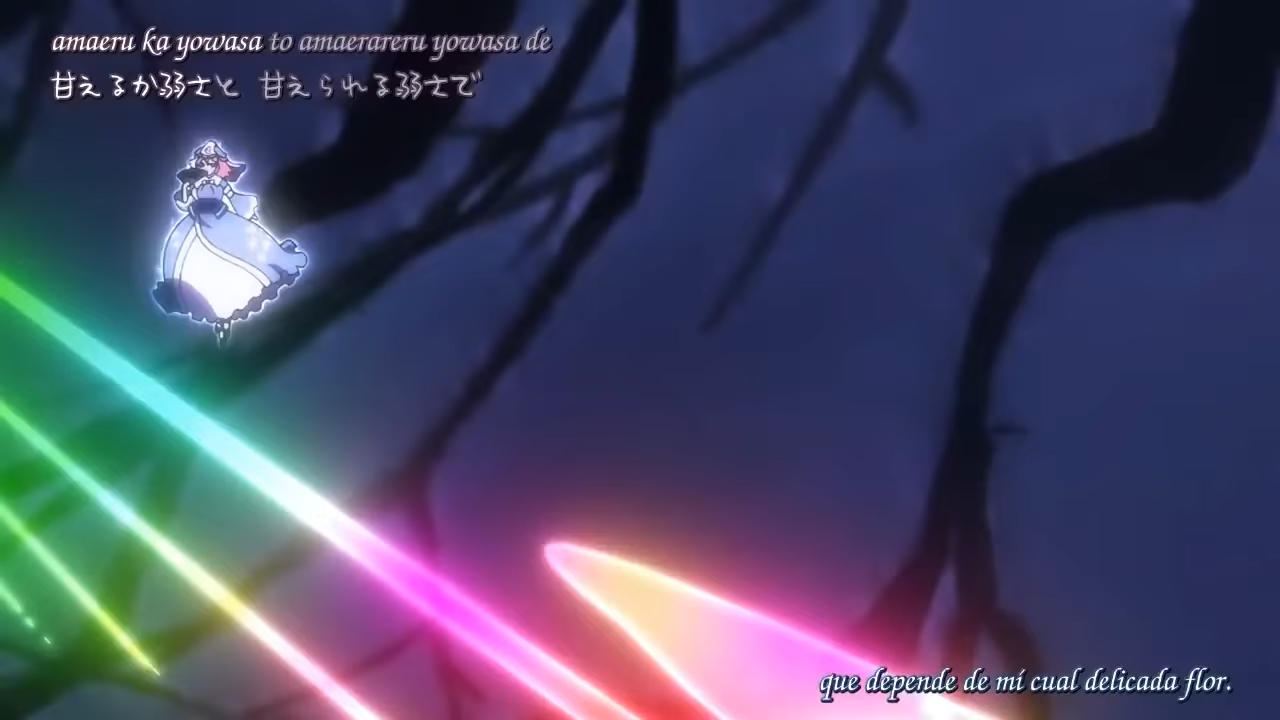 amaeru ka yowasa to amaerareru yowasa de
甘えるか弱さと 甘えられる弱さで
que depende de mí cual delicada flor.